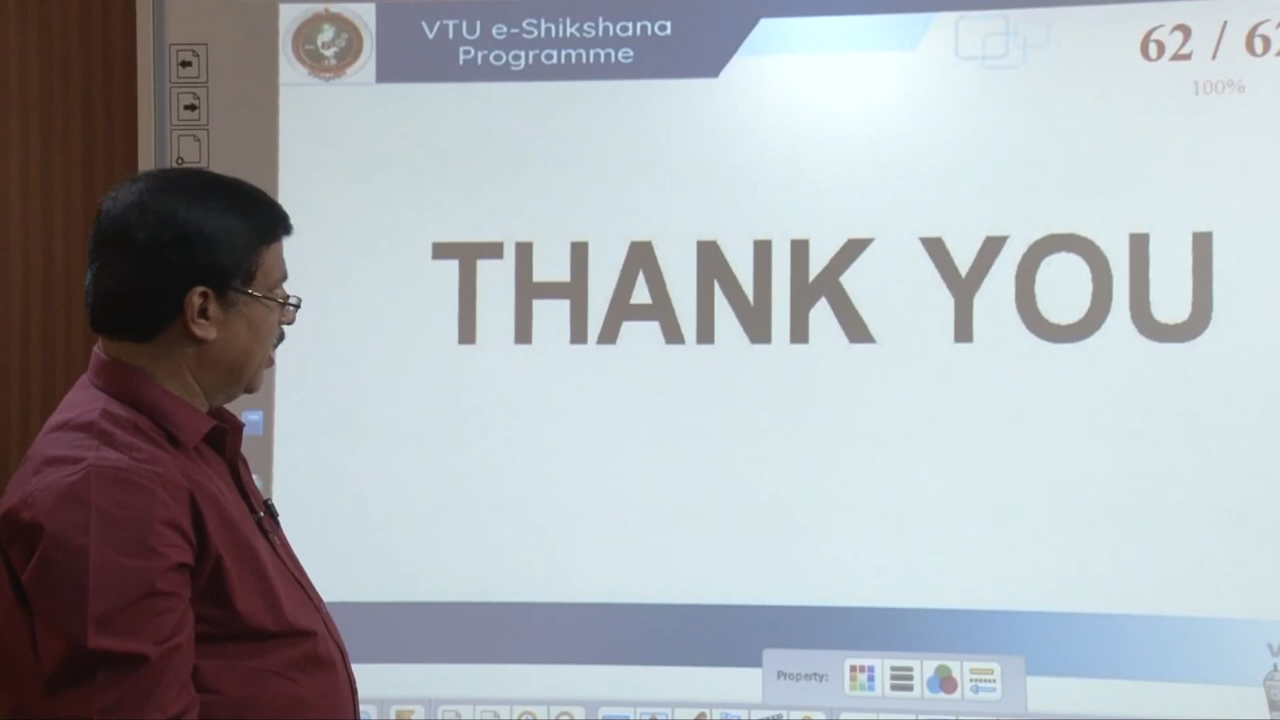 VTU e-Shikshana
Programme
62 / 62
100%
THANK YOU
Property: